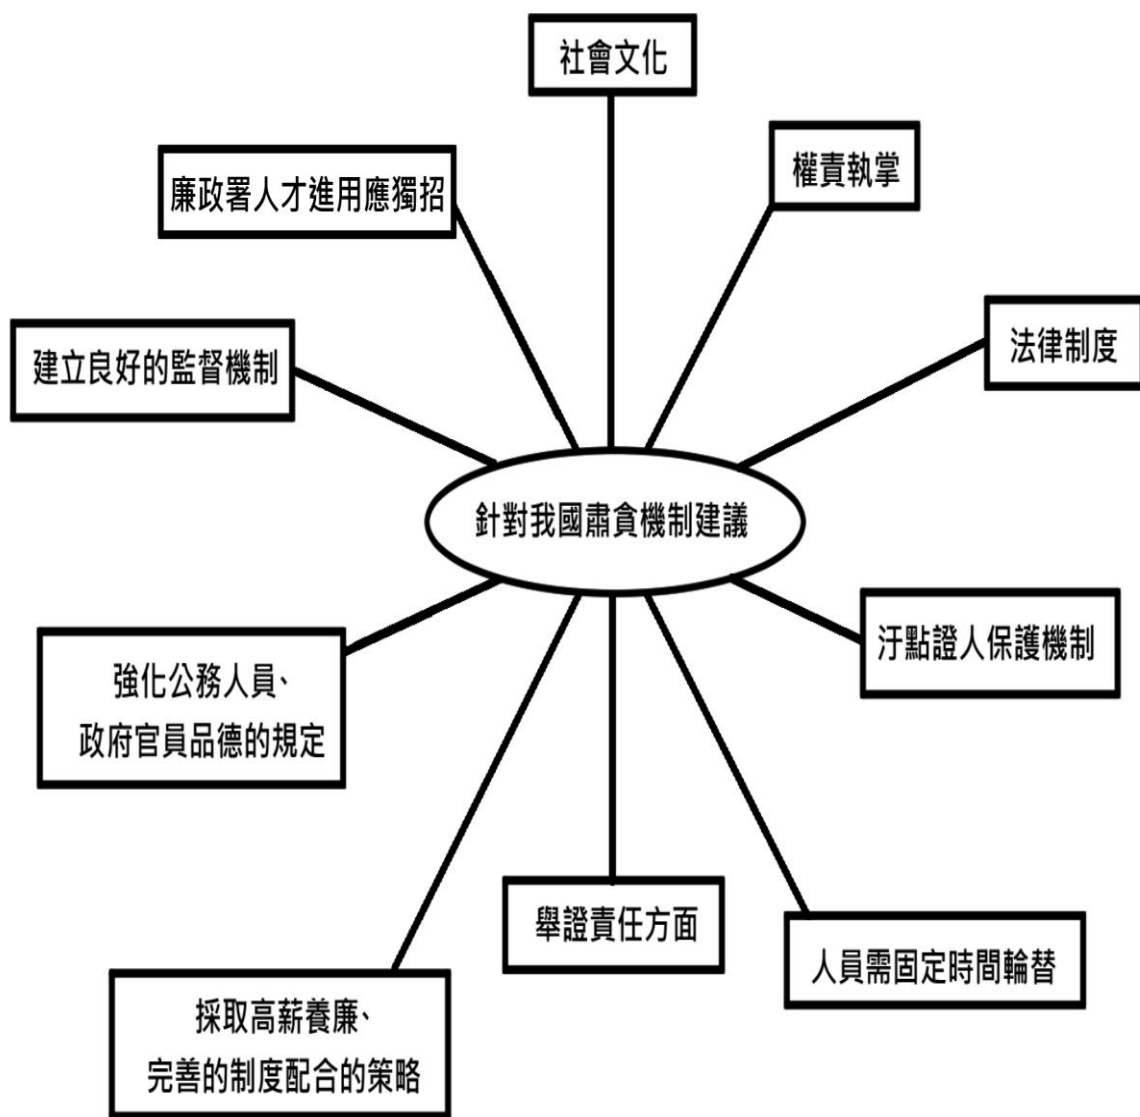 社會文化
權責執掌
廉政署人才進用應獨招
法律制度
建立良好的監督機制
針對我國肅貪機制建議
汙點證人保護機制
強化公務人員、
政府官員品德的規定
舉證責任方面
人員需固定時間輪替
採取高薪養廉、
完善的制度配合的策略